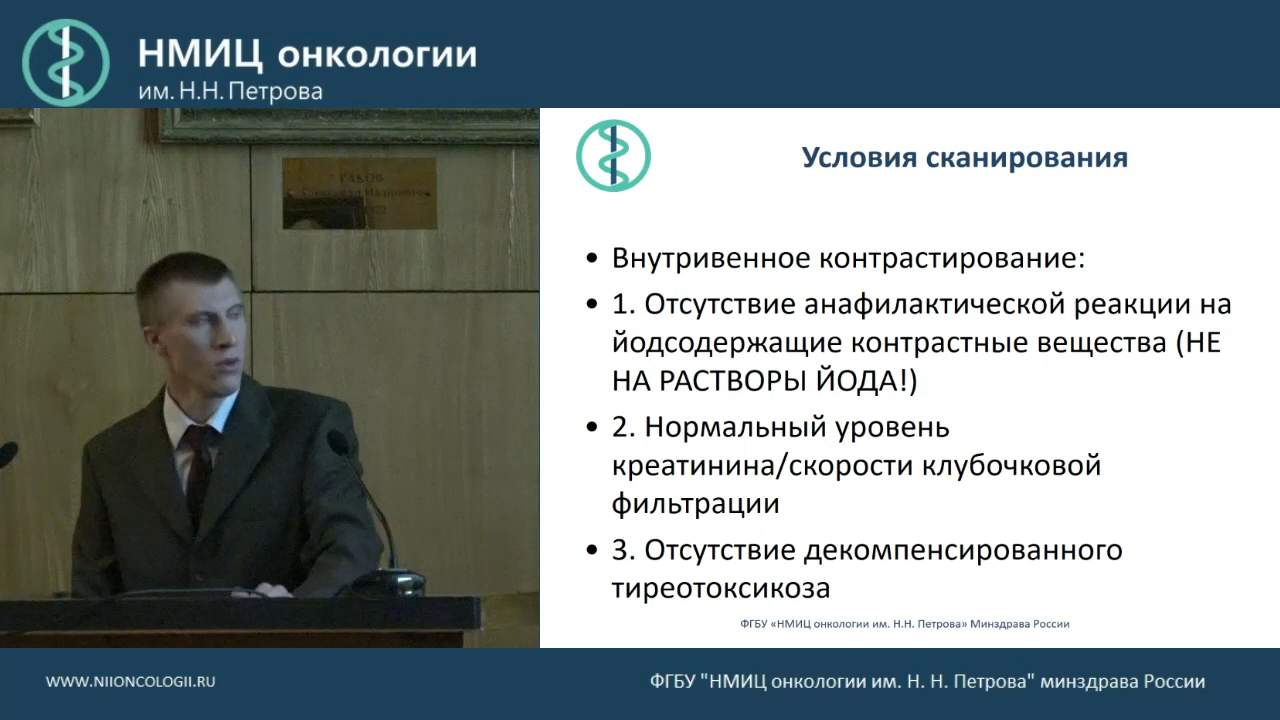 НМИЦ онкологии
им. Н.Н. Петрова
РАКОВ
Условия сканирования
• Внутривенное контрастирование:
• 1. Отсутствие анафилактической реакции на
йодсодержащие контрастные вещества (НЕ
НА РАСТВОРЫ ЙОДА!)
• 2. Нормальный уровень
креатинина/скорости клубочковой
фильтрации
• 3. Отсутствие декомпенсированного
тиреотоксикоза
ФГБУ «НМИЦ онкологии им. Н.Н. Петрова» Минздрава России
WWW.NIIONCOLOGII.RU
ФГБУ "НМИЦ онкологии им. Н. Н. Петрова" минздрава России